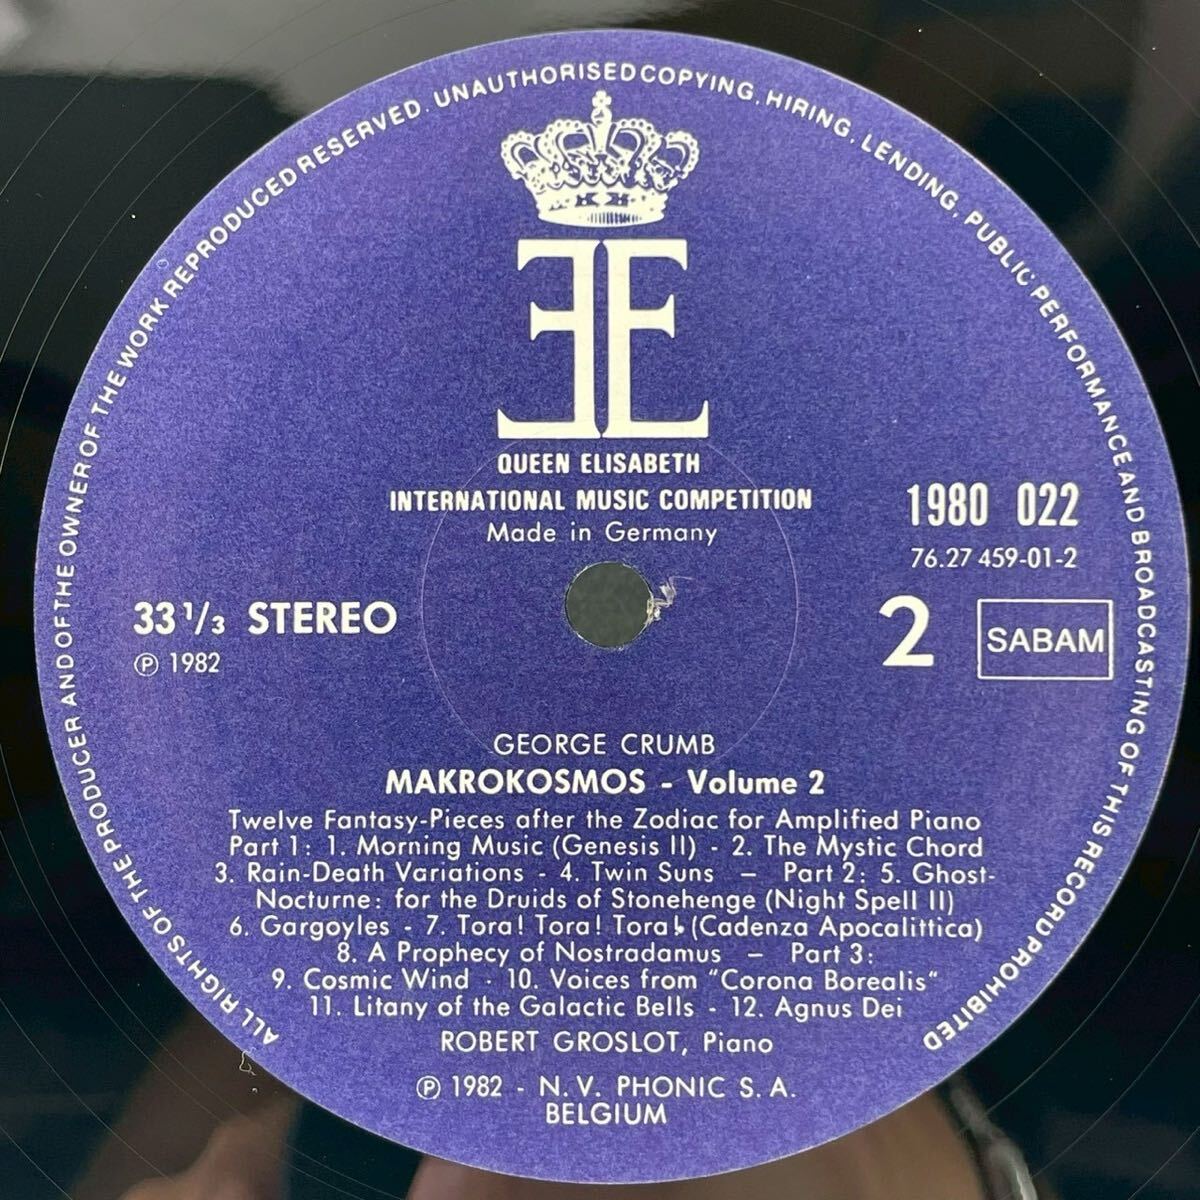 ALL RIGHTS OF THE PRODUCER AND OF THE OWNER OF THE WORK REPRODUCED RESERVED. UNAUTHORISED COPYING, HIRING, LENDING, PUBLIC PERFORMANCE AND BROADCASTING OF THIS RECORD PROHIBITED
EE
QUEEN ELISABETH
INTERNATIONAL MUSIC COMPETITION
Made in Germany
1980 022
76.27 459-01-2
33 1/3 STEREO
℗ 1982
2
SABAM
GEORGE CRUMB
MAKROKOSMOS - Volume 2
Twelve Fantasy-Pieces after the Zodiac for Amplified Piano
Part 1: 1. Morning Music (Genesis II) - 2. The Mystic Chord
3. Rain-Death Variations - 4. Twin Suns – Part 2: 5. Ghost-
Nocturne: for the Druids of Stonehenge (Night Spell II)
6. Gargoyles - 7. Tora! Tora! Tora! (Cadenza Apocalittica)
8. A Prophecy of Nostradamus – Part 3:
9. Cosmic Wind - 10. Voices from "Corona Borealis"
11. Litany of the Galactic Bells - 12. Agnus Dei
ROBERT GROSLOT, Piano
℗ 1982 - N.V. PHONIC S.A.
BELGIUM